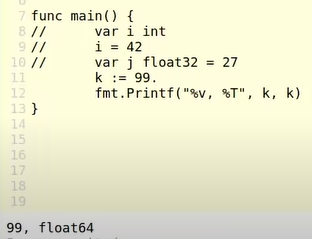 7 func main() {
8 //      var i int
9 //      i = 42
10 //      var j float32 = 27
11         k := 99.
12         fmt.Printf("%v, %T", k, k)
13 }
14
15
16
17
18
19
99, float64